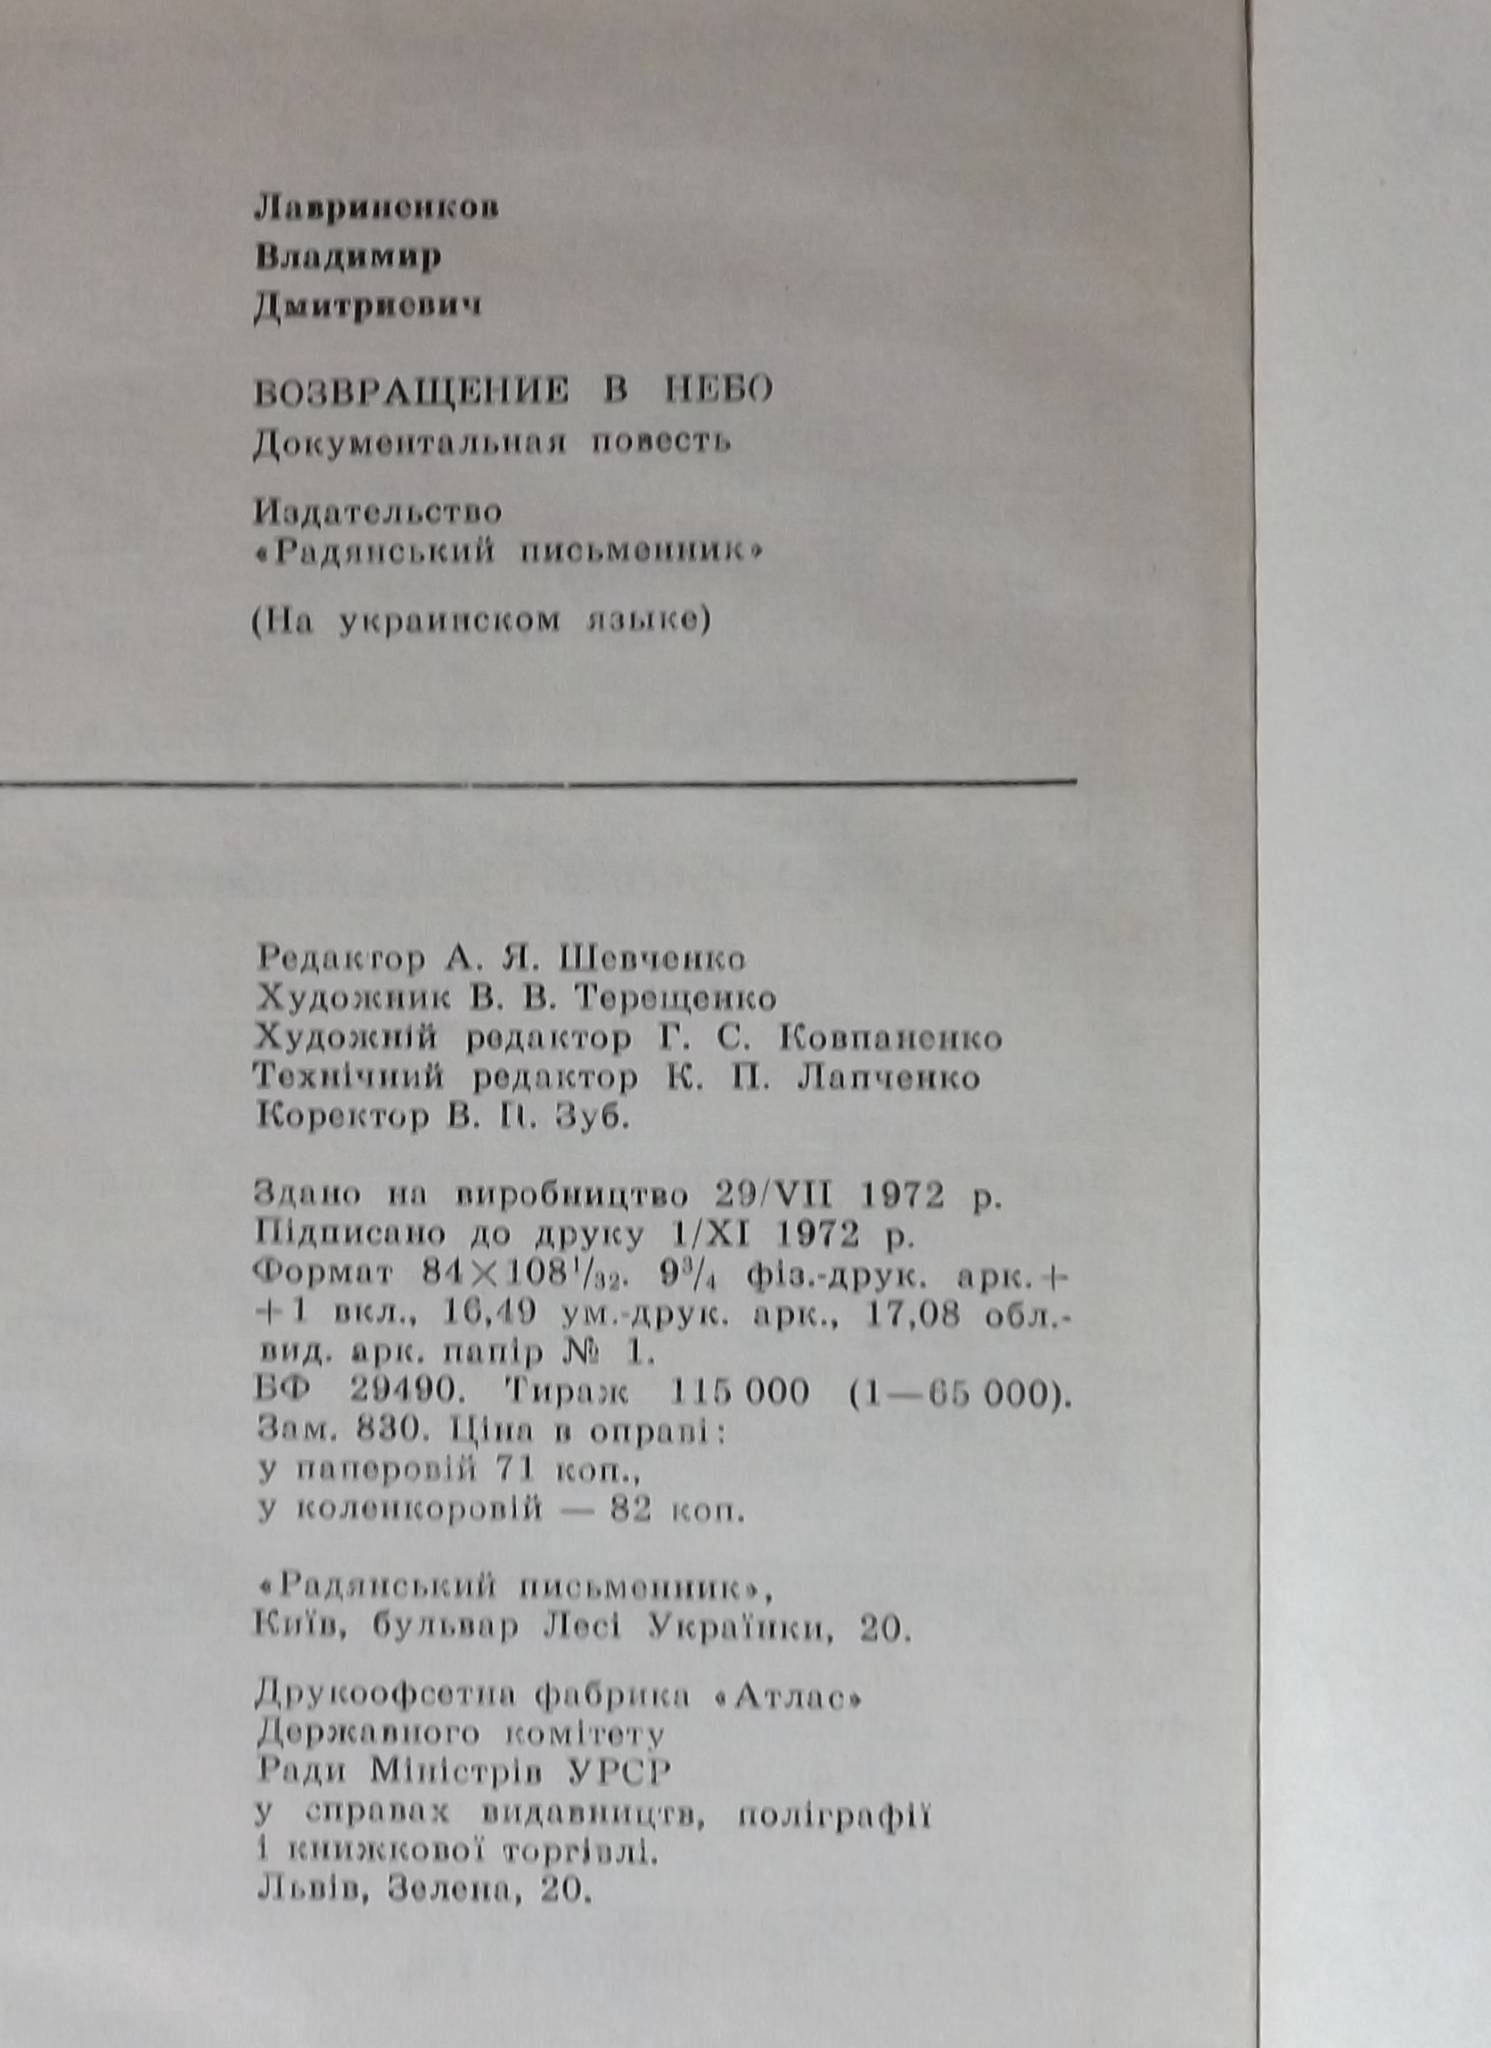 Лавриненков
Владимир
Дмитриевич
ВОЗВРАЩЕНИЕ В НЕБО
Документальная повесть
Издательство
«Радянський письменник»
(На украинском языке)
Редактор А. Я. Шевченко
Художник В. В. Терещенко
Художній редактор Г. С. Ковпаненко
Технічний редактор К. П. Лапченко
Коректор В. П. Зуб.
Здано на виробництво 29/VII 1972 р.
Підписано до друку 1/XI 1972 р.
Формат 84×108¹/₃₂. 9³/₄ фіз.-друк. арк.+
+1 вкл., 16,49 ум.-друк. арк., 17,08 обл.-
вид. арк. папір № 1.
БФ 29490. Тираж 115 000 (1—65 000).
Зам. 830. Ціна в оправі:
у паперовій 71 коп.,
у коленкоровій — 82 коп.
«Радянський письменник»,
Київ, бульвар Лесі Українки, 20.
Друкоофсетна фабрика «Атлас»
Державного комітету
Ради Міністрів УРСР
у справах видавництв, поліграфії
і книжкової торгівлі.
Львів, Зелена, 20.